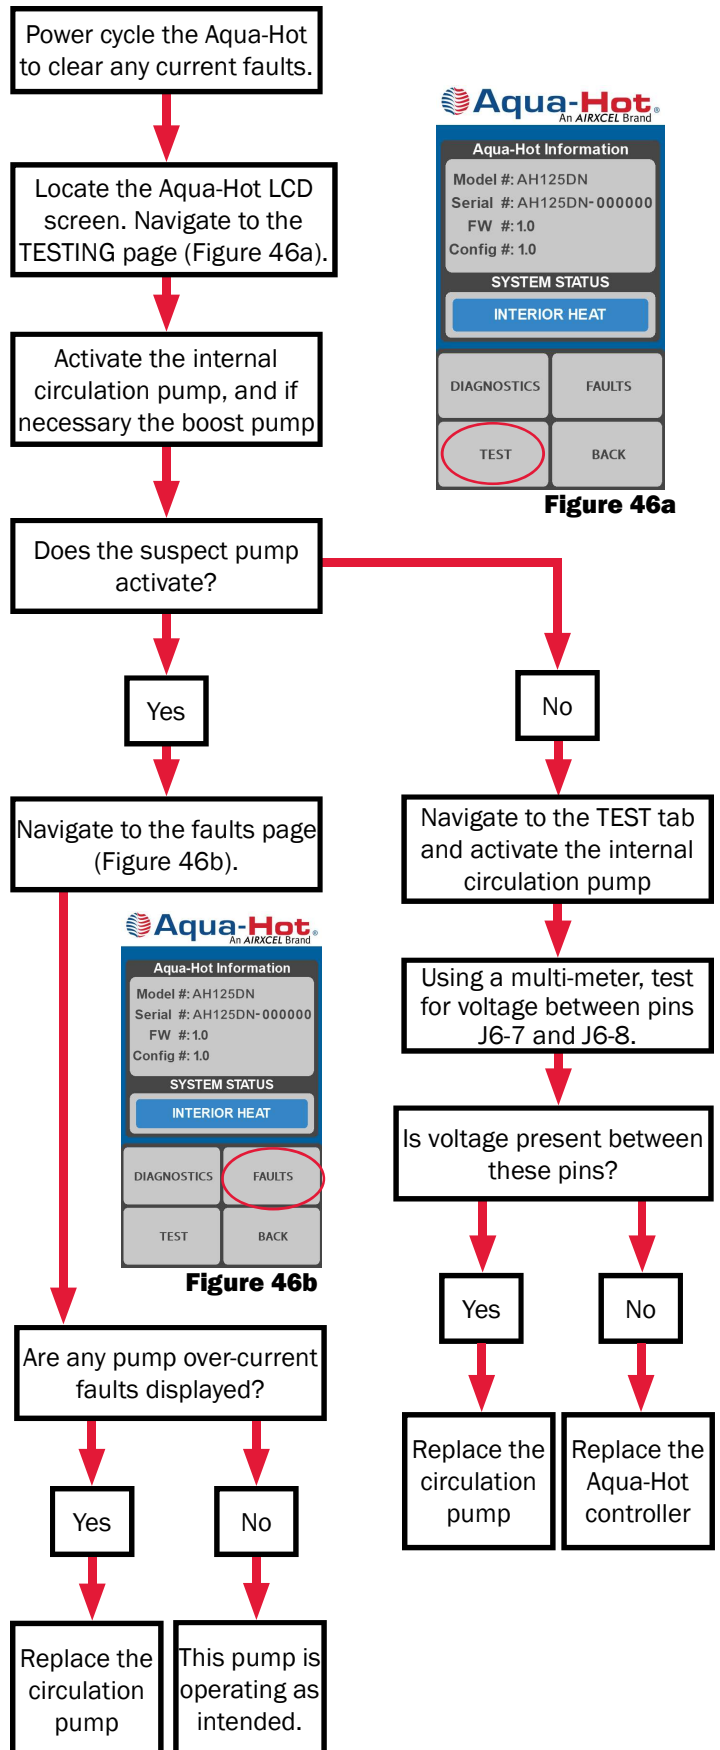 Power cycle the Aqua-Hot
to clear any current faults.
Locate the Aqua-Hot LCD
screen. Navigate to the
TESTING page (Figure 46a).
Activate the internal
circulation pump, and if
necessary the boost pump
Does the suspect pump
activate?
Aqua-Hot®
An AIRXCEL Brand
Aqua-Hot Information
Model #: AH125DN
Serial #: AH125DN-000000
FW #: 1.0
Config #: 1.0
SYSTEM STATUS
INTERIOR HEAT
DIAGNOSTICS
FAULTS
TEST
BACK
Figure 46a
Yes
Navigate to the faults page
(Figure 46b).
Aqua-Hot®
An AIRXCEL Brand
Aqua-Hot Information
Model #: AH125DN
Serial #: AH125DN-000000
FW #: 1.0
Config #: 1.0
SYSTEM STATUS
INTERIOR HEAT
DIAGNOSTICS
FAULTS
TEST
BACK
Figure 46b
Are any pump over-current
faults displayed?
Yes
No
Replace the
circulation
pump
This pump is
operating as
intended.
No
Navigate to the TEST tab
and activate the internal
circulation pump
Using a multi-meter, test
for voltage between pins
J6-7 and J6-8.
Is voltage present between
these pins?
Yes
No
Replace the
circulation
pump
Replace the
Aqua-Hot
controller